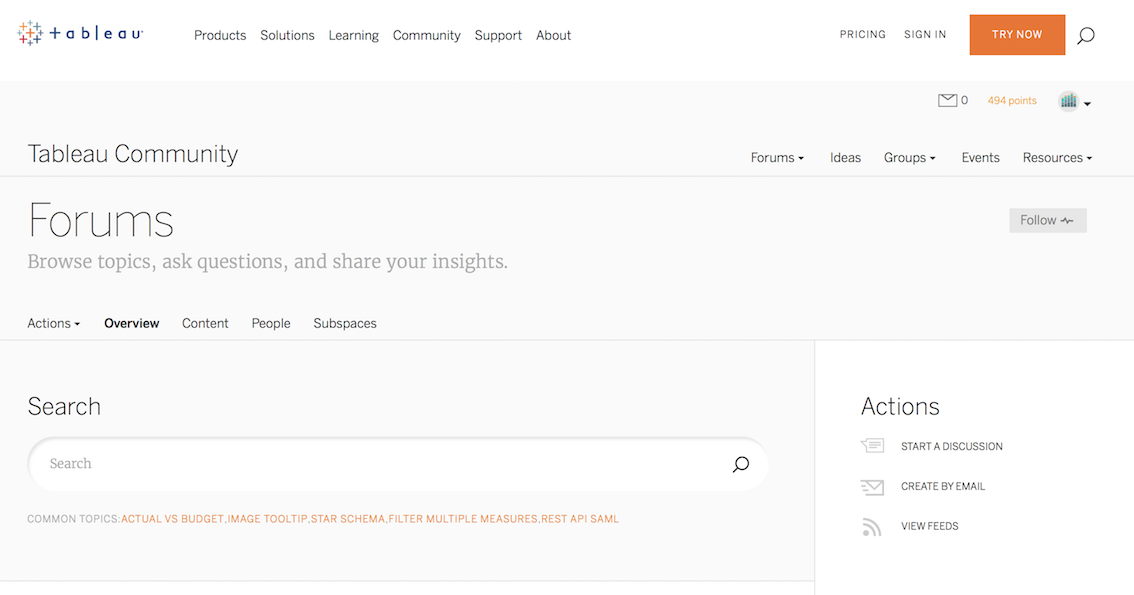 +ableau
Products Solutions Learning Community Support About PRICING SIGN IN TRY NOW
0 494 points
Tableau Community Forums Ideas Groups Events Resources
Forums Follow
Browse topics, ask questions, and share your insights.
Actions Overview Content People Subspaces
Search
Search
COMMON TOPICS:ACTUAL VS BUDGET,IMAGE TOOLTIP,STAR SCHEMA,FILTER MULTIPLE MEASURES,REST API SAML
Actions
START A DISCUSSION
CREATE BY EMAIL
VIEW FEEDS